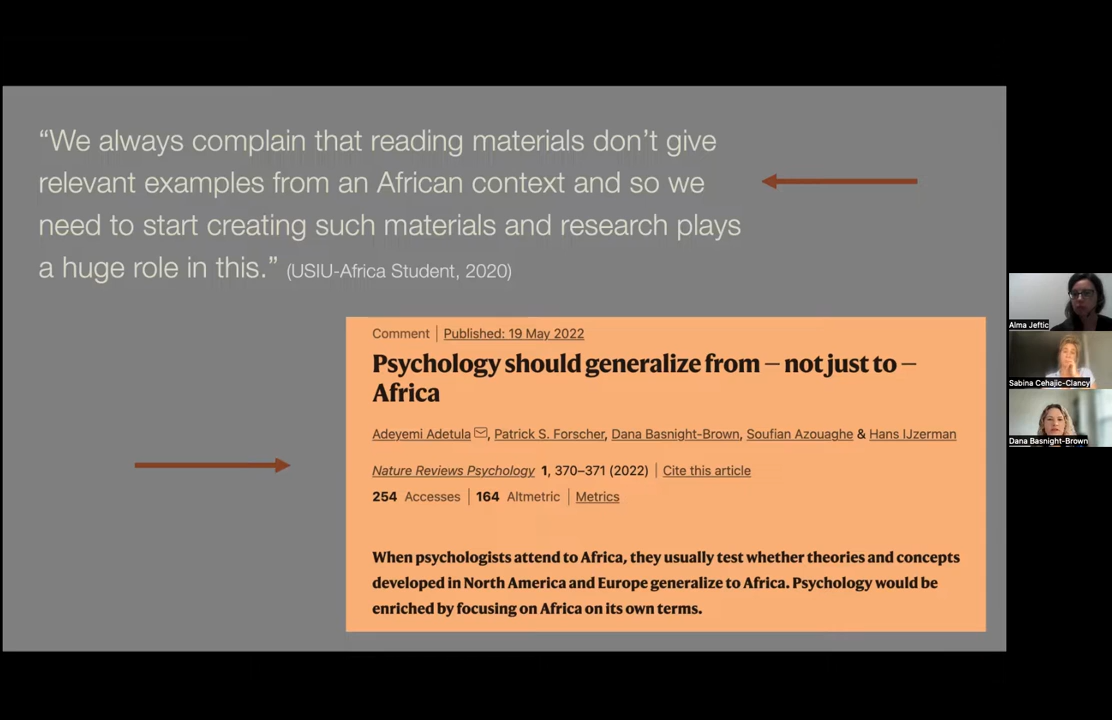 “We always complain that reading materials don’t give
relevant examples from an African context and so we
need to start creating such materials and research plays
a huge role in this.” (USIU-Africa Student, 2020)
Comment | Published: 19 May 2022
Psychology should generalize from — not just to —
Africa
Adeyemi Adetula, Patrick S. Forscher, Dana Basnight-Brown, Soufian Azouaghe & Hans IJzerman
Nature Reviews Psychology 1, 370–371 (2022) | Cite this article
254 Accesses | 164 Altmetric | Metrics
When psychologists attend to Africa, they usually test whether theories and concepts
developed in North America and Europe generalize to Africa. Psychology would be
enriched by focusing on Africa on its own terms.
Alma Jeftic
Sabina Cehajic-Clancy
Dana Basnight-Brown